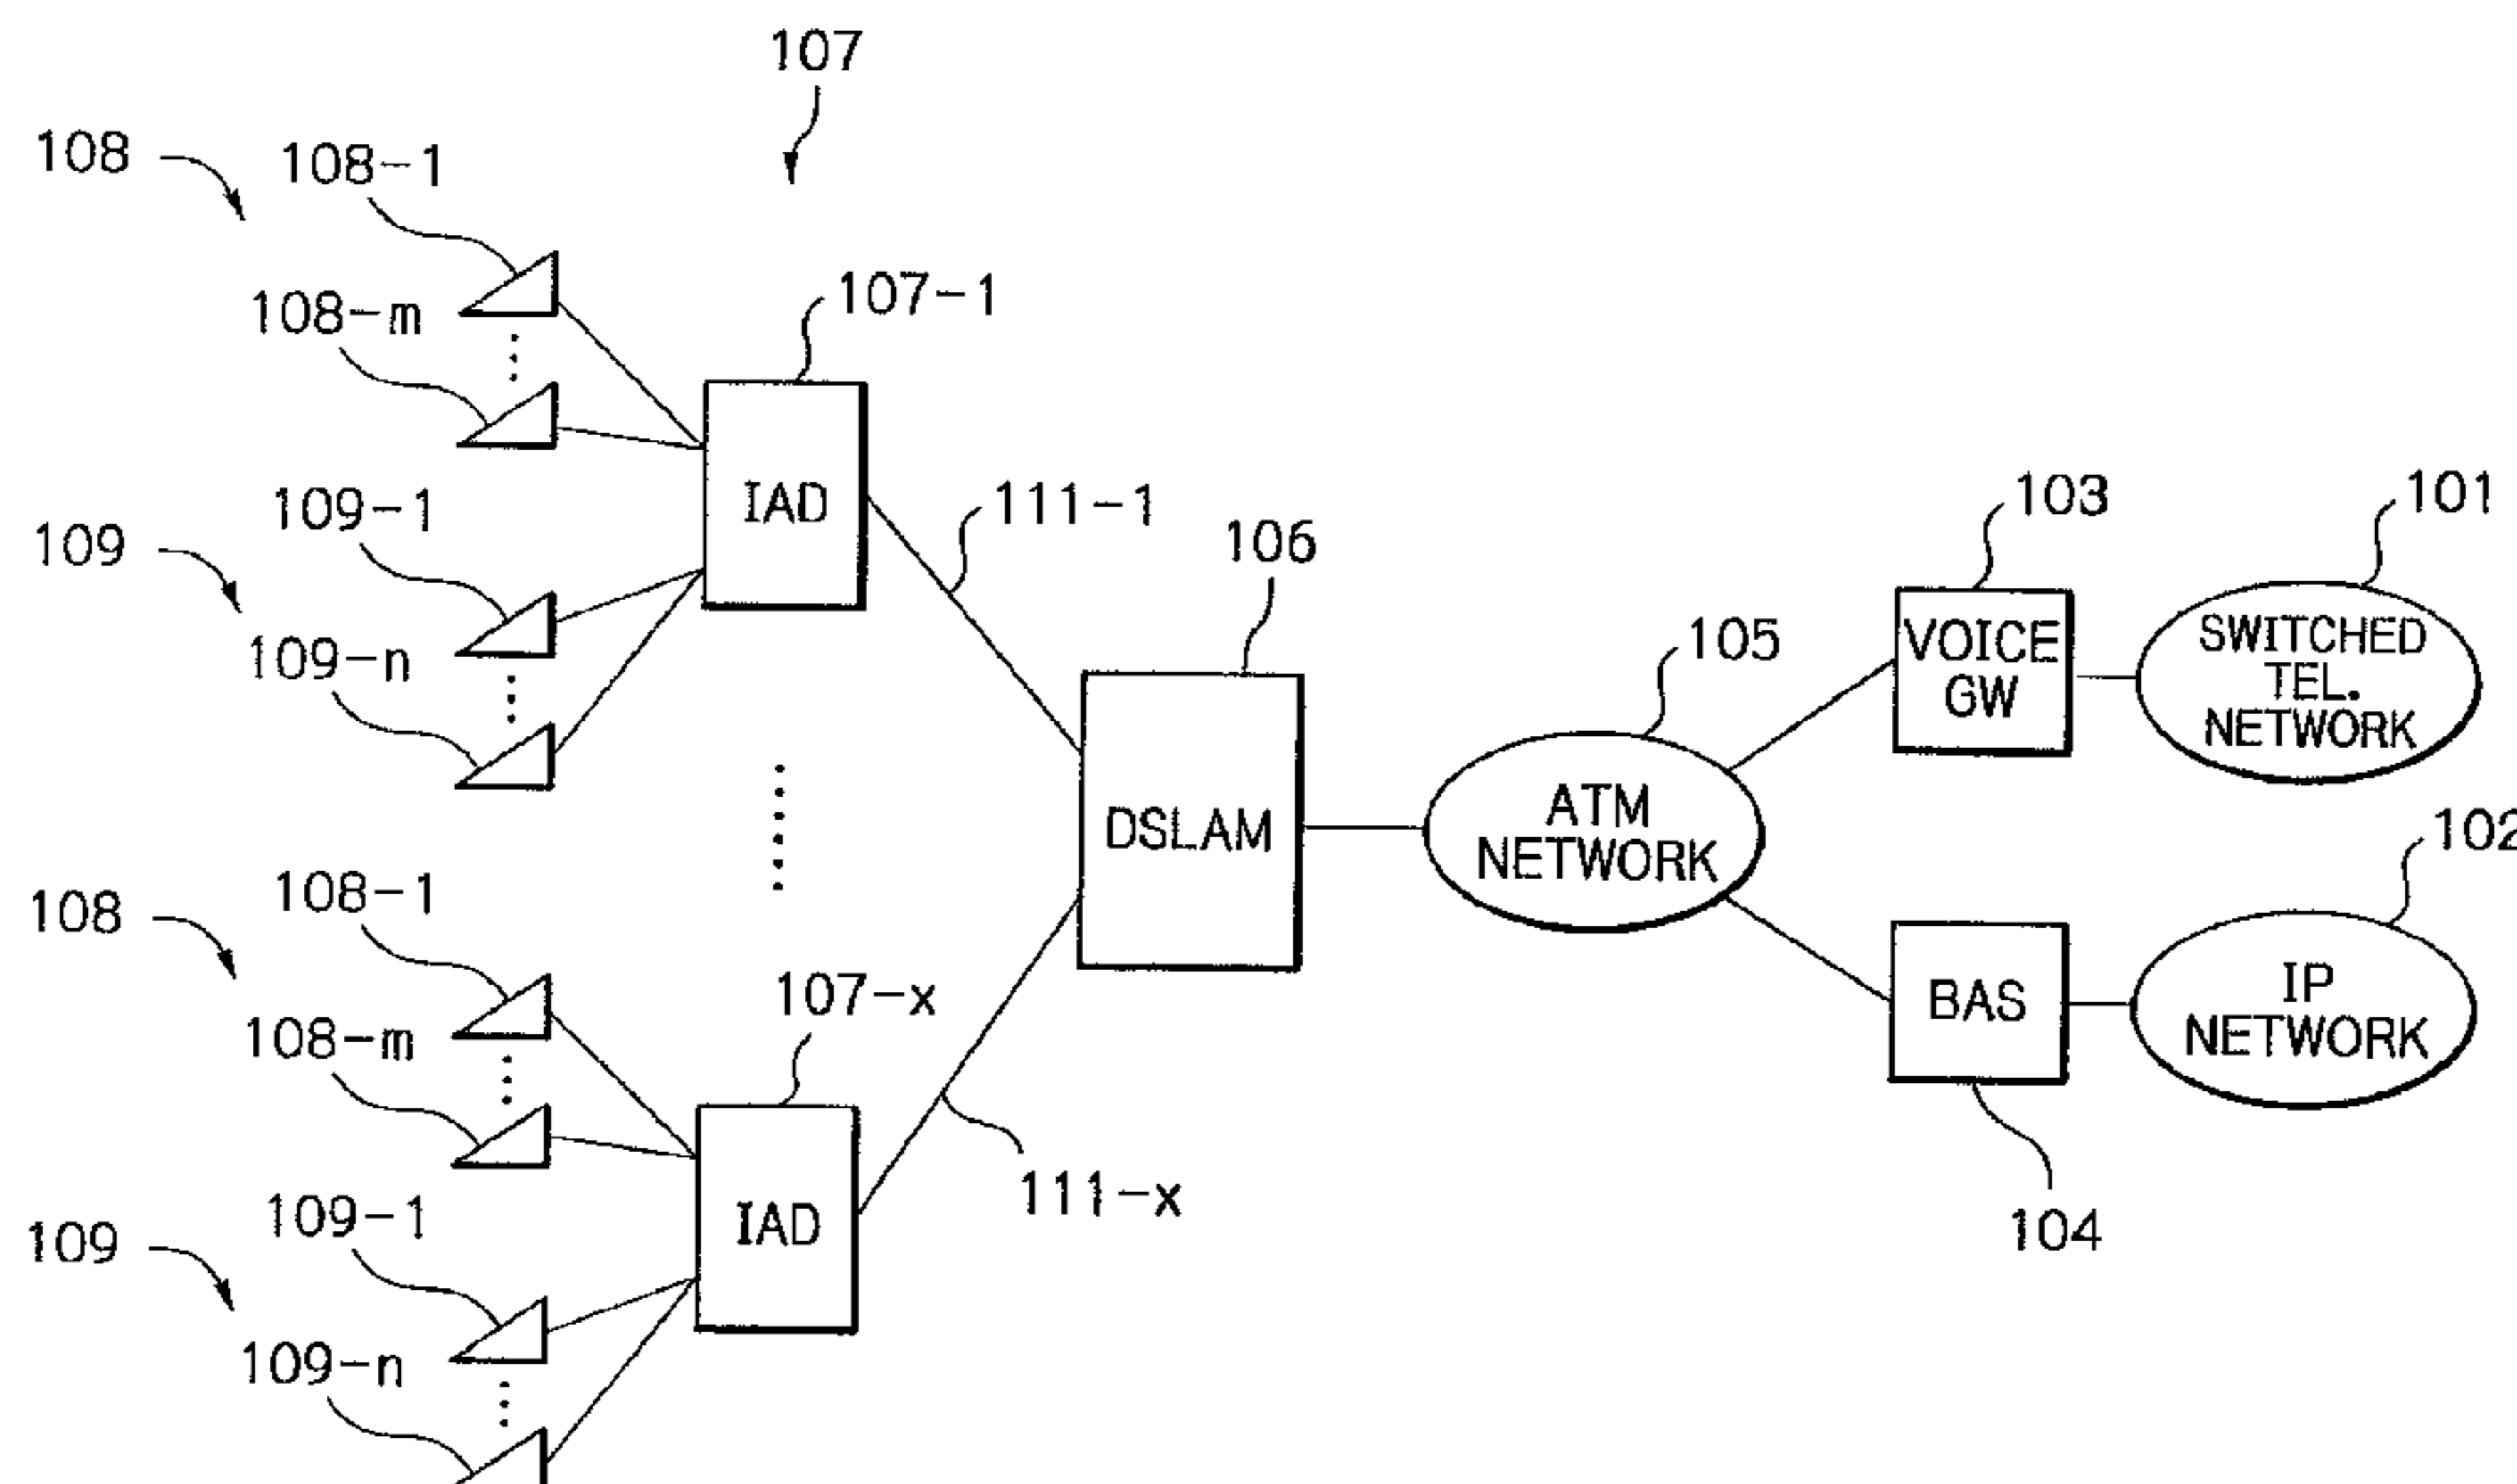 107
108
108-1
108-m
107-1
109
109-1
109-n
IAD
111-1
106
103
101
105
VOICE
GW
SWITCHED
TEL.
NETWORK
DSLAM
ATM
NETWORK
102
108
108-1
108-m
107-x
BAS
IP
NETWORK
109
109-1
109-n
IAD
111-x
104